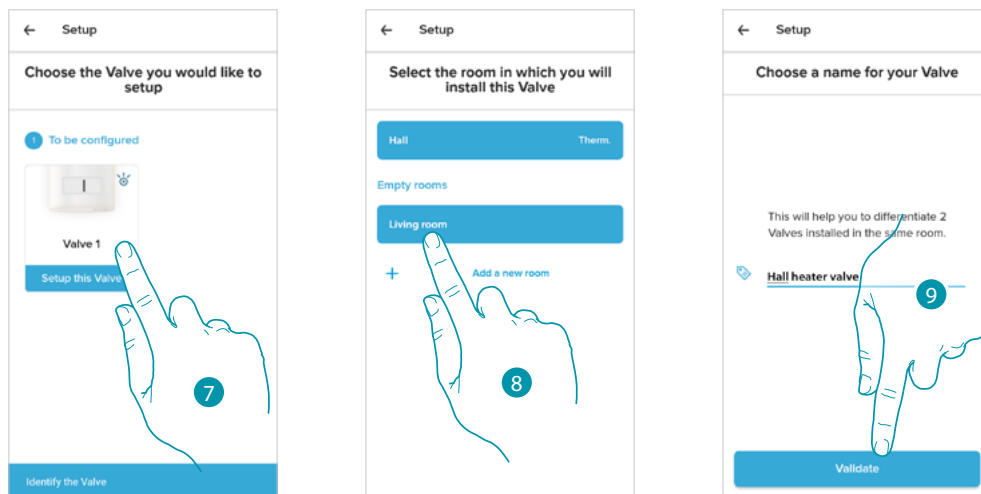 Setup
Choose the Valve you would like to
setup
1 To be configured
Valve 1
Setup this Valve
7
Identify the Valve
Setup
Select the room in which you will
install this Valve
Hall Therm.
Empty rooms
Living room
+ Add a new room
8
Setup
Choose a name for your Valve
This will help you to differentiate 2
Valves installed in the same room.
Hall heater valve
9
Validate